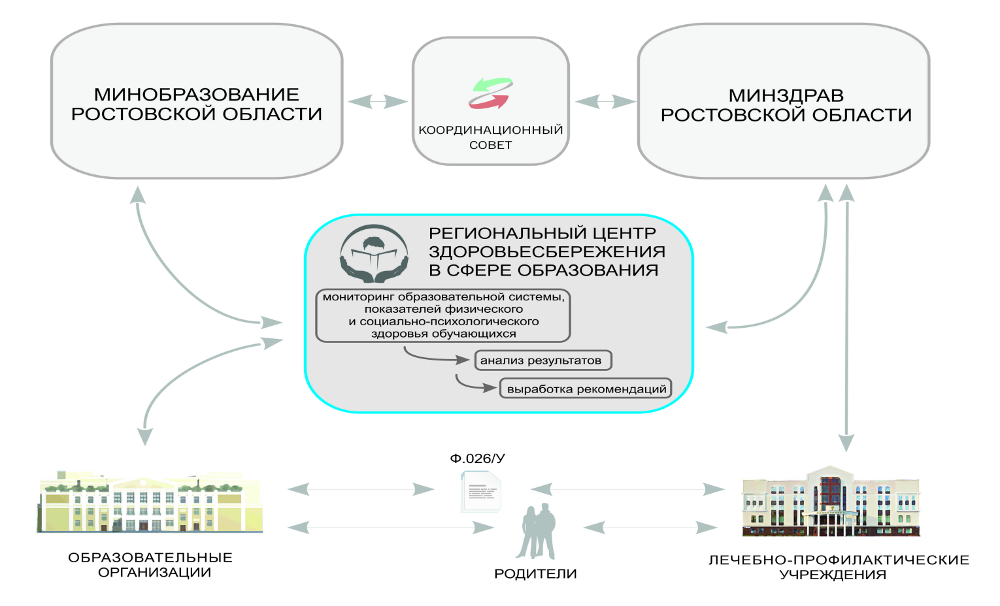 МИНОБРАЗОВАНИЕ
РОСТОВСКОЙ ОБЛАСТИ
КООРДИНАЦИОННЫЙ
СОВЕТ
МИНЗДРАВ
РОСТОВСКОЙ ОБЛАСТИ
РЕГИОНАЛЬНЫЙ ЦЕНТР
ЗДОРОВЬЕСБЕРЕЖЕНИЯ
В СФЕРЕ ОБРАЗОВАНИЯ
мониторинг образовательной системы,
показателей физического
и социально-психологического
здоровья обучающихся
анализ результатов
выработка рекомендаций
Ф.026/У
ОБРАЗОВАТЕЛЬНЫЕ
ОРГАНИЗАЦИИ
РОДИТЕЛИ
ЛЕЧЕБНО-ПРОФИЛАКТИЧЕСКИЕ
УЧРЕЖДЕНИЯ